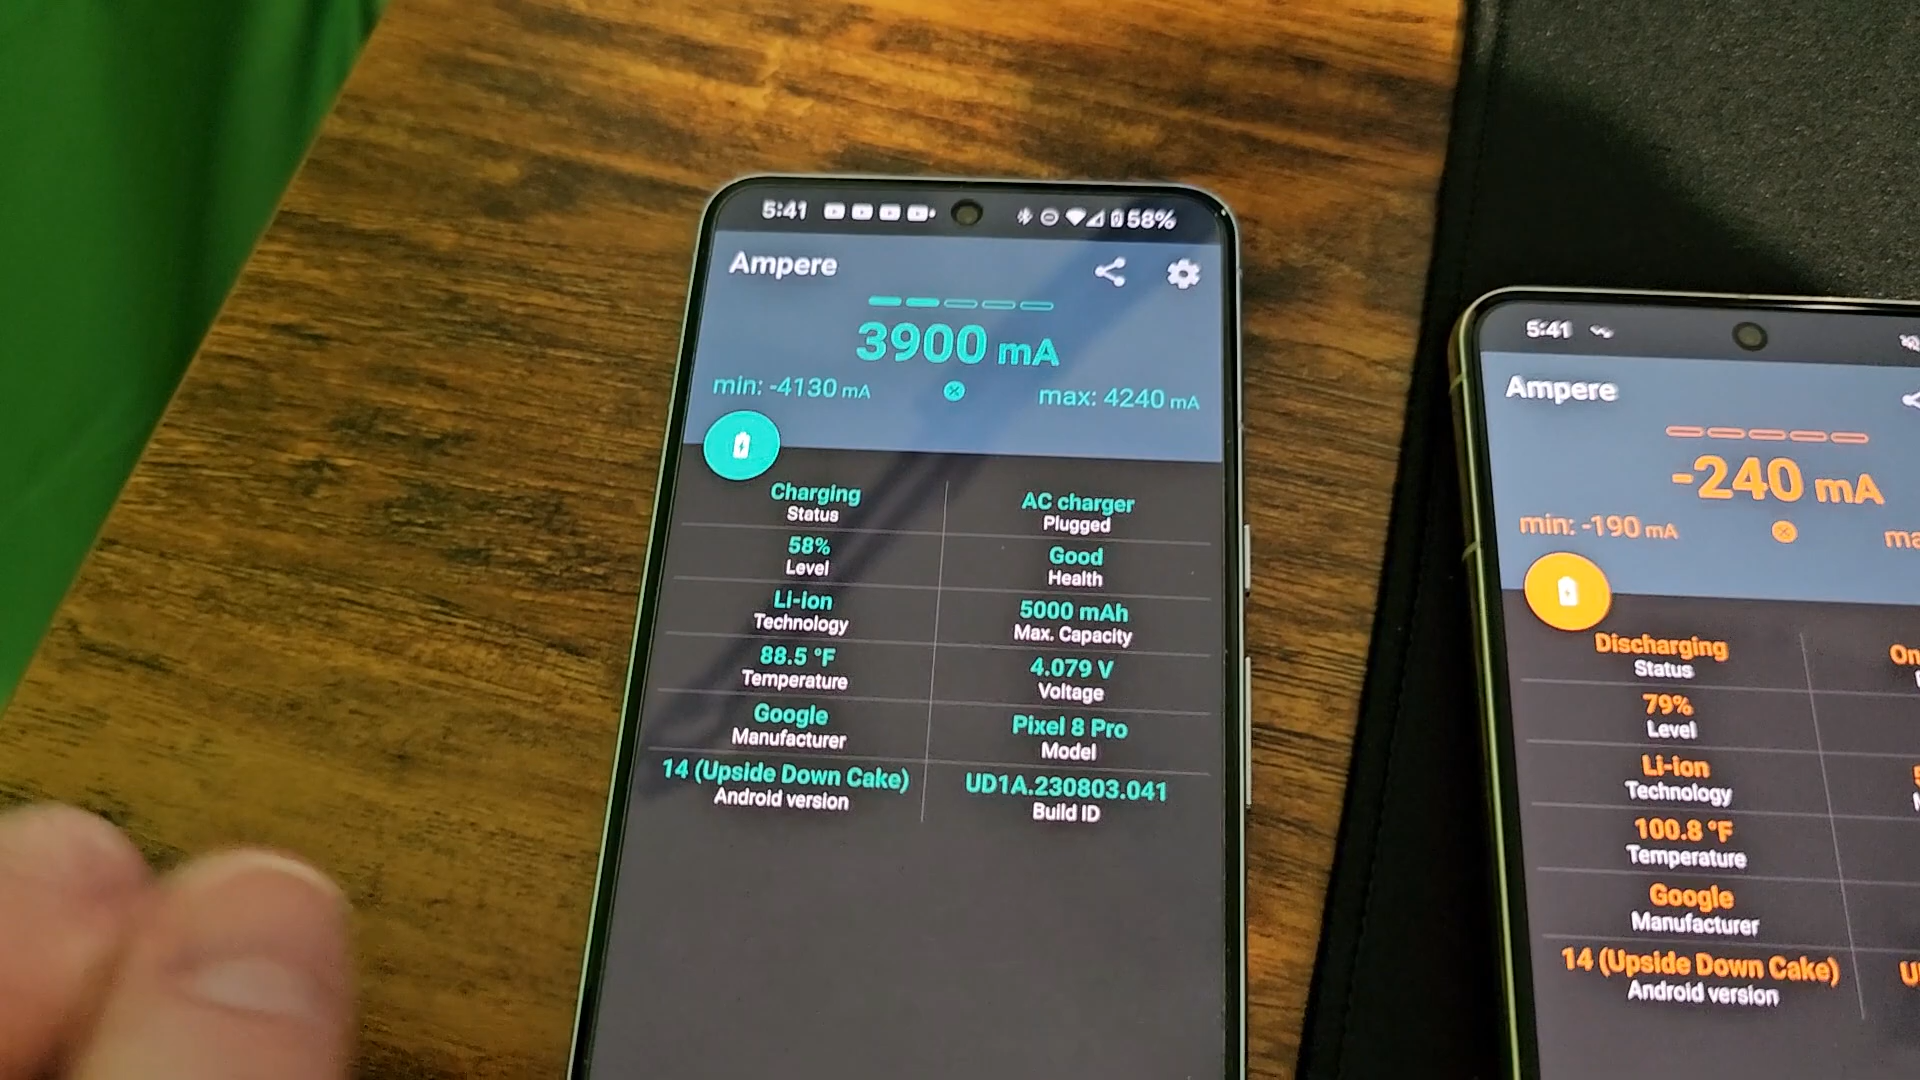 5:41 58%
Ampere
3900 mA
min: -4130 mA max: 4240 mA
Charging AC charger
Status Plugged
58% Good
Level Health
Li-ion 5000 mAh
Technology Max. Capacity
88.5 °F 4.079 V
Temperature Voltage
Google Pixel 8 Pro
Manufacturer Model
14 (Upside Down Cake) UD1A.230803.041
Android version Build ID
5:41
Ampere
-240 mA
min: -190 mA
Discharging
Status
79%
Level
Li-ion
Technology
100.8 °F
Temperature
Google
Manufacturer
14 (Upside Down Cake)
Android version